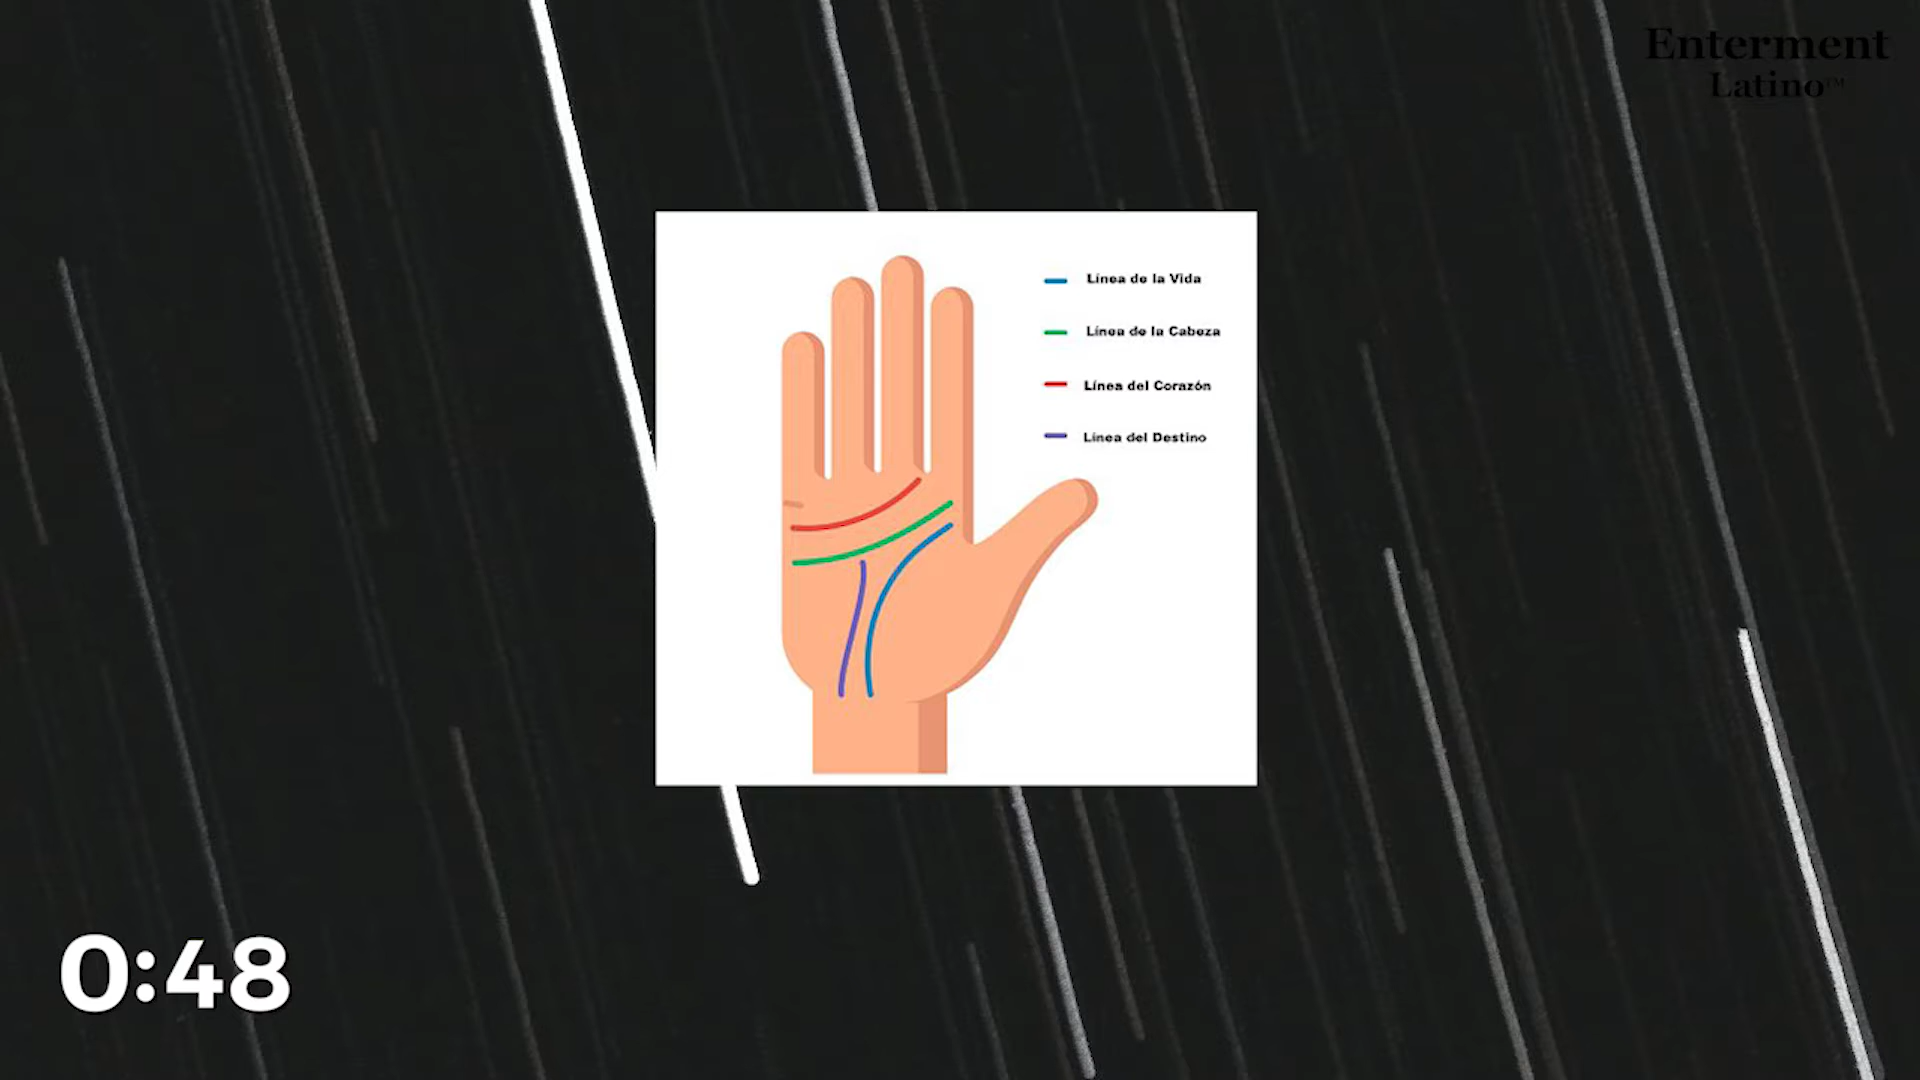 Enterment
Latino™
Línea de la Vida
Línea de la Cabeza
Línea del Corazón
Línea del Destino
0:48